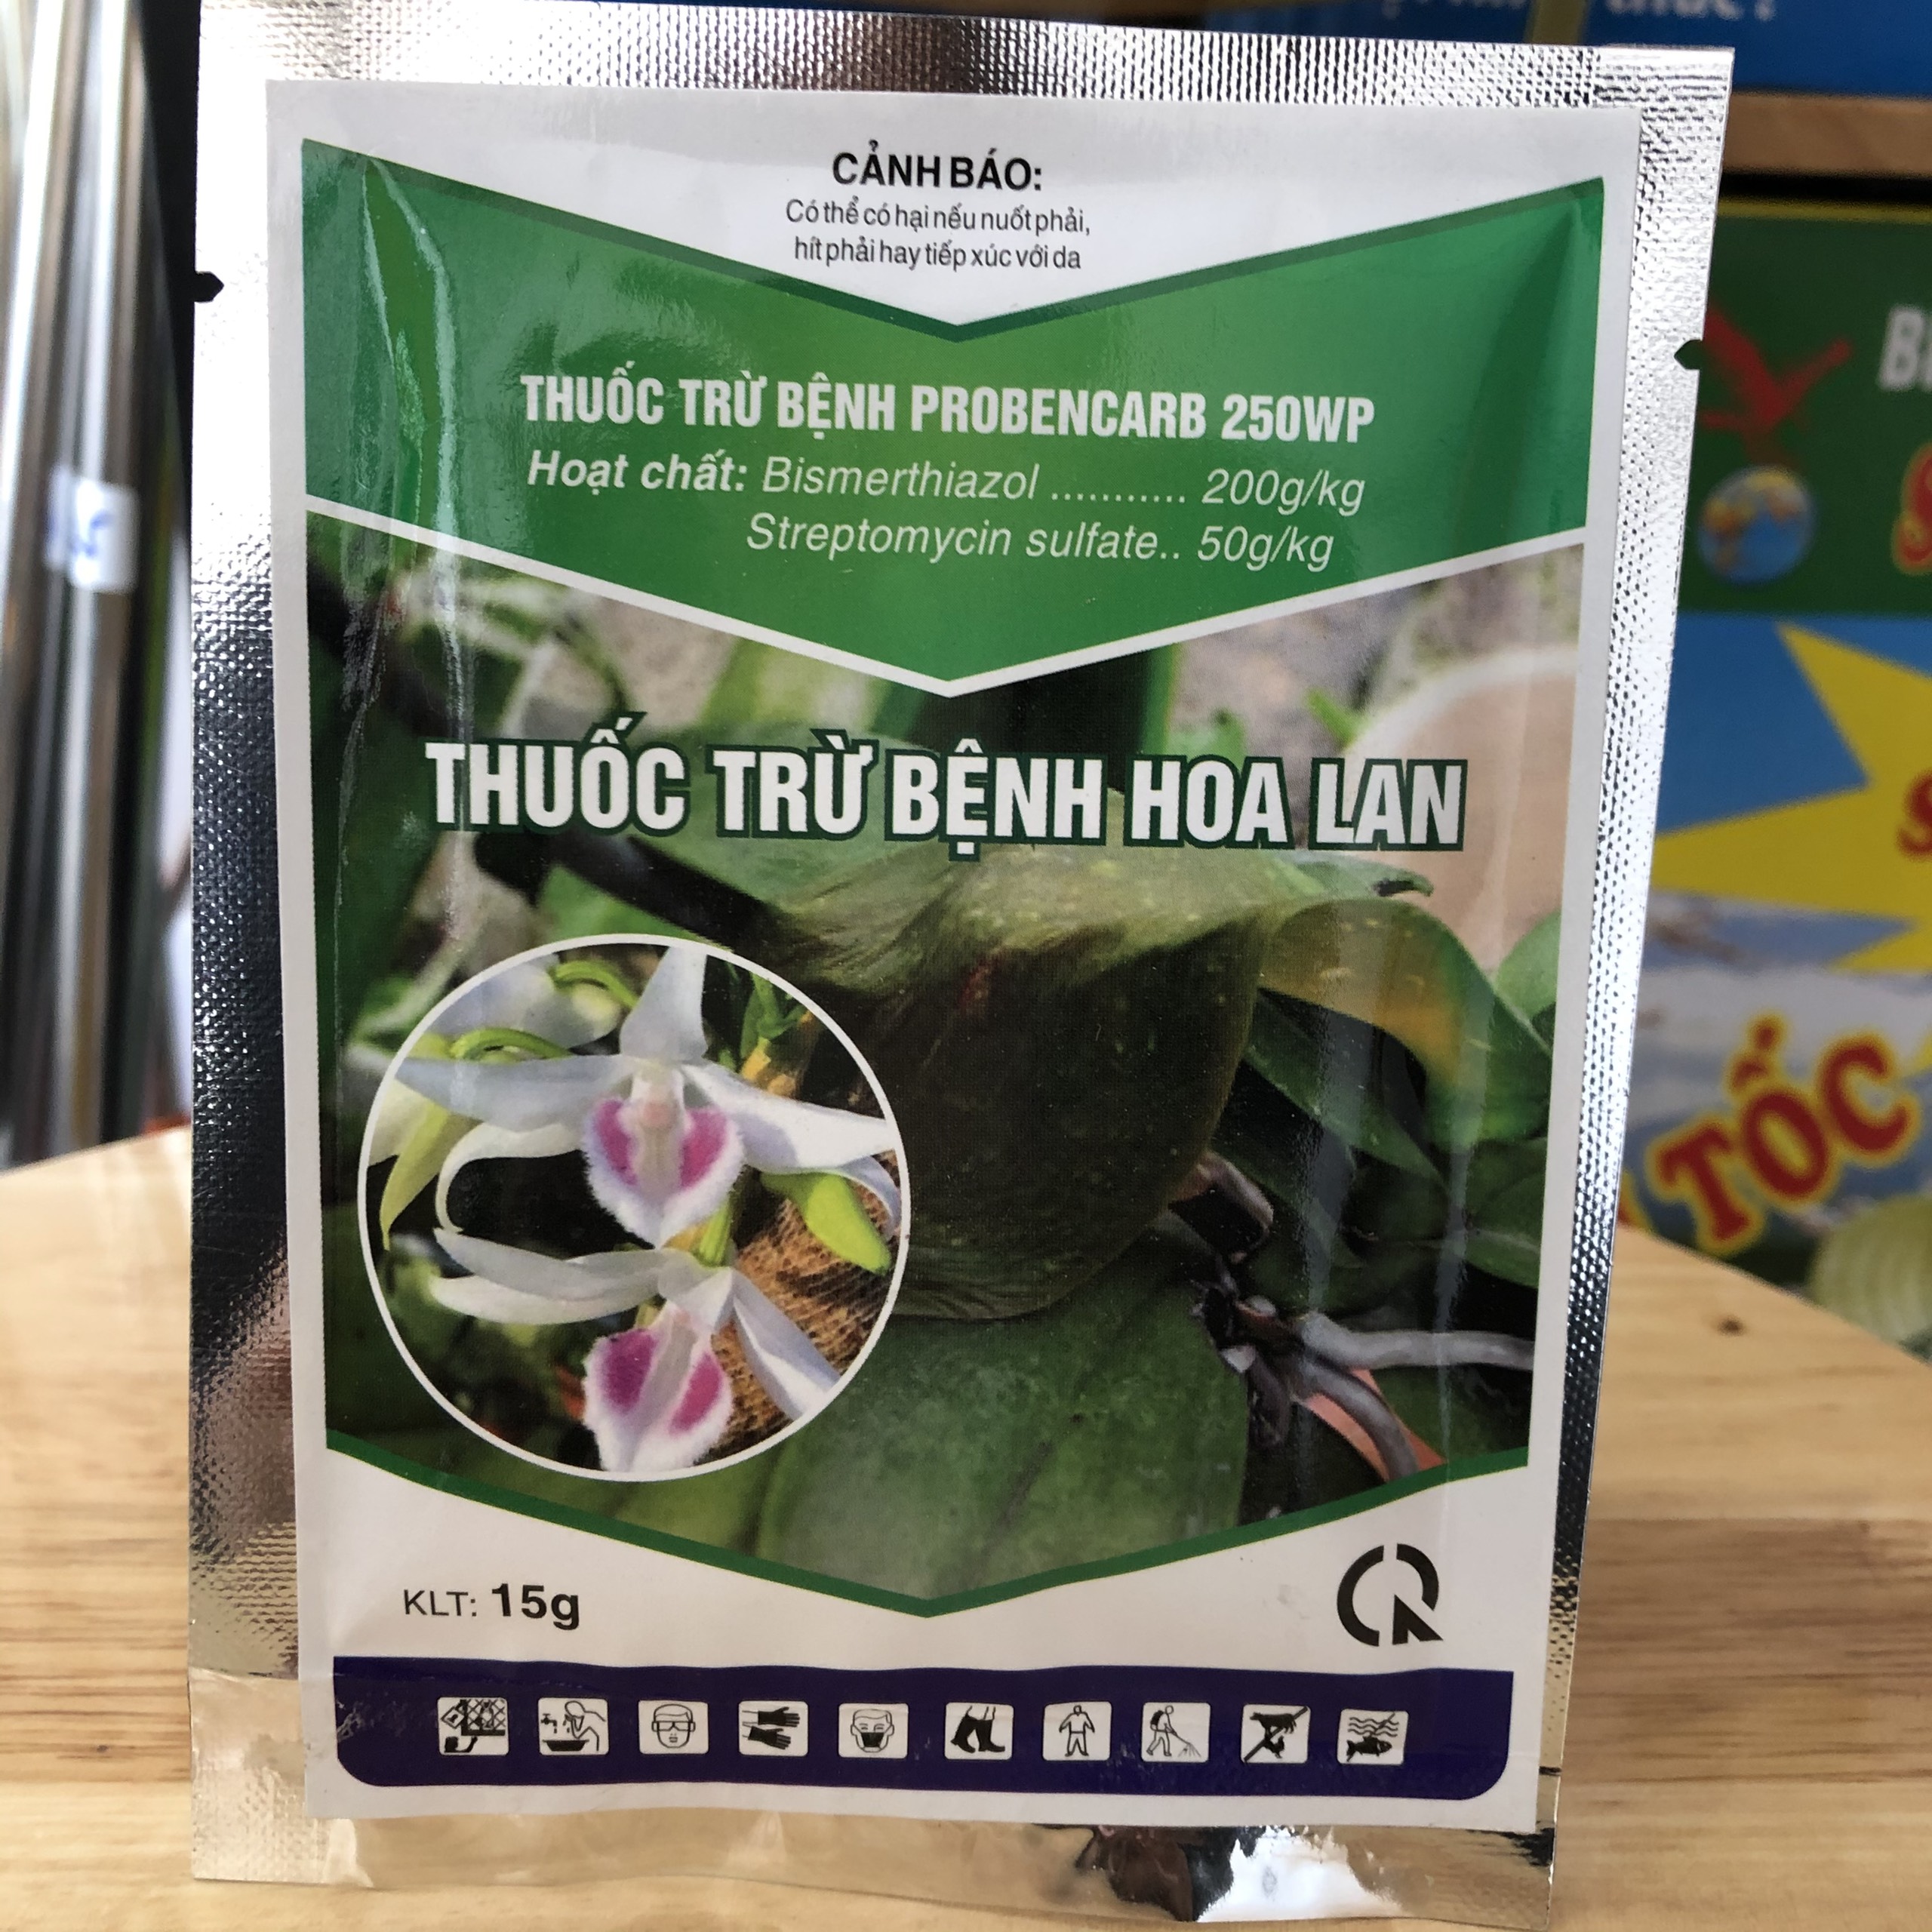 CẢNH BÁO:
Có thể có hại nếu nuốt phải,
hít phải hay tiếp xúc với da
THUỐC TRỪ BỆNH PROBENCARB 250WP
Hoạt chất: Bismerthiazol ........... 200g/kg
Streptomycin sulfate.. 50g/kg
THUỐC TRỪ BỆNH HOA LAN
KLT: 15g
TỐC